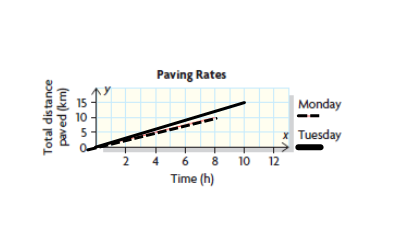 Paving Rates
Total distance
paved (km)
y
15
10
5
0
2 4 6 8 10 12
x
Time (h)
Monday
Tuesday